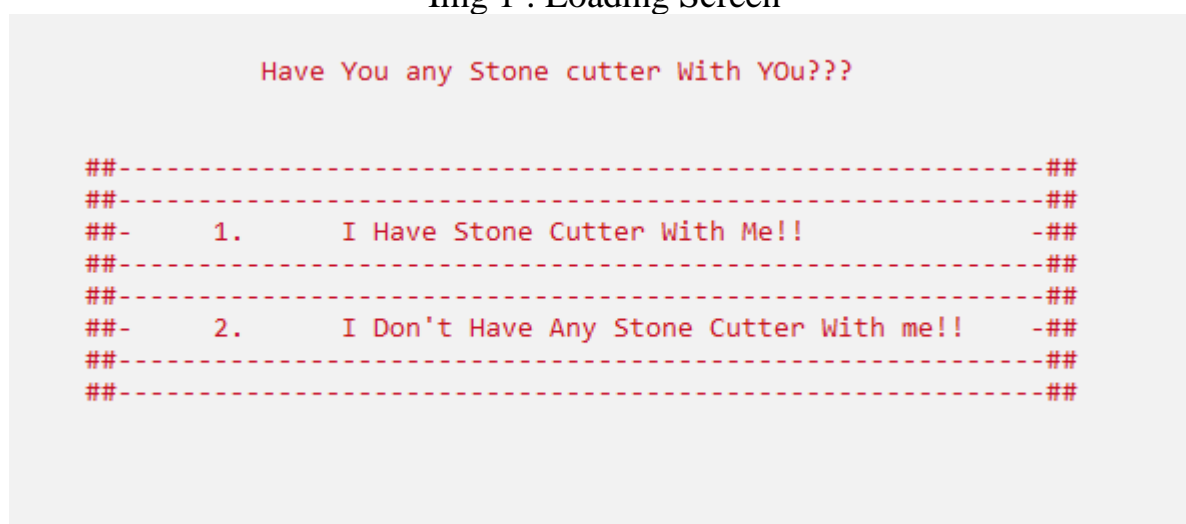 Img 1 : Loading Screen
Have You any Stone cutter With YOu???
##----------------------------------------------------------##
##----------------------------------------------------------##
##-     1.      I Have Stone Cutter With Me!!              -##
##----------------------------------------------------------##
##----------------------------------------------------------##
##-     2.      I Don't Have Any Stone Cutter With me!!    -##
##----------------------------------------------------------##
##----------------------------------------------------------##